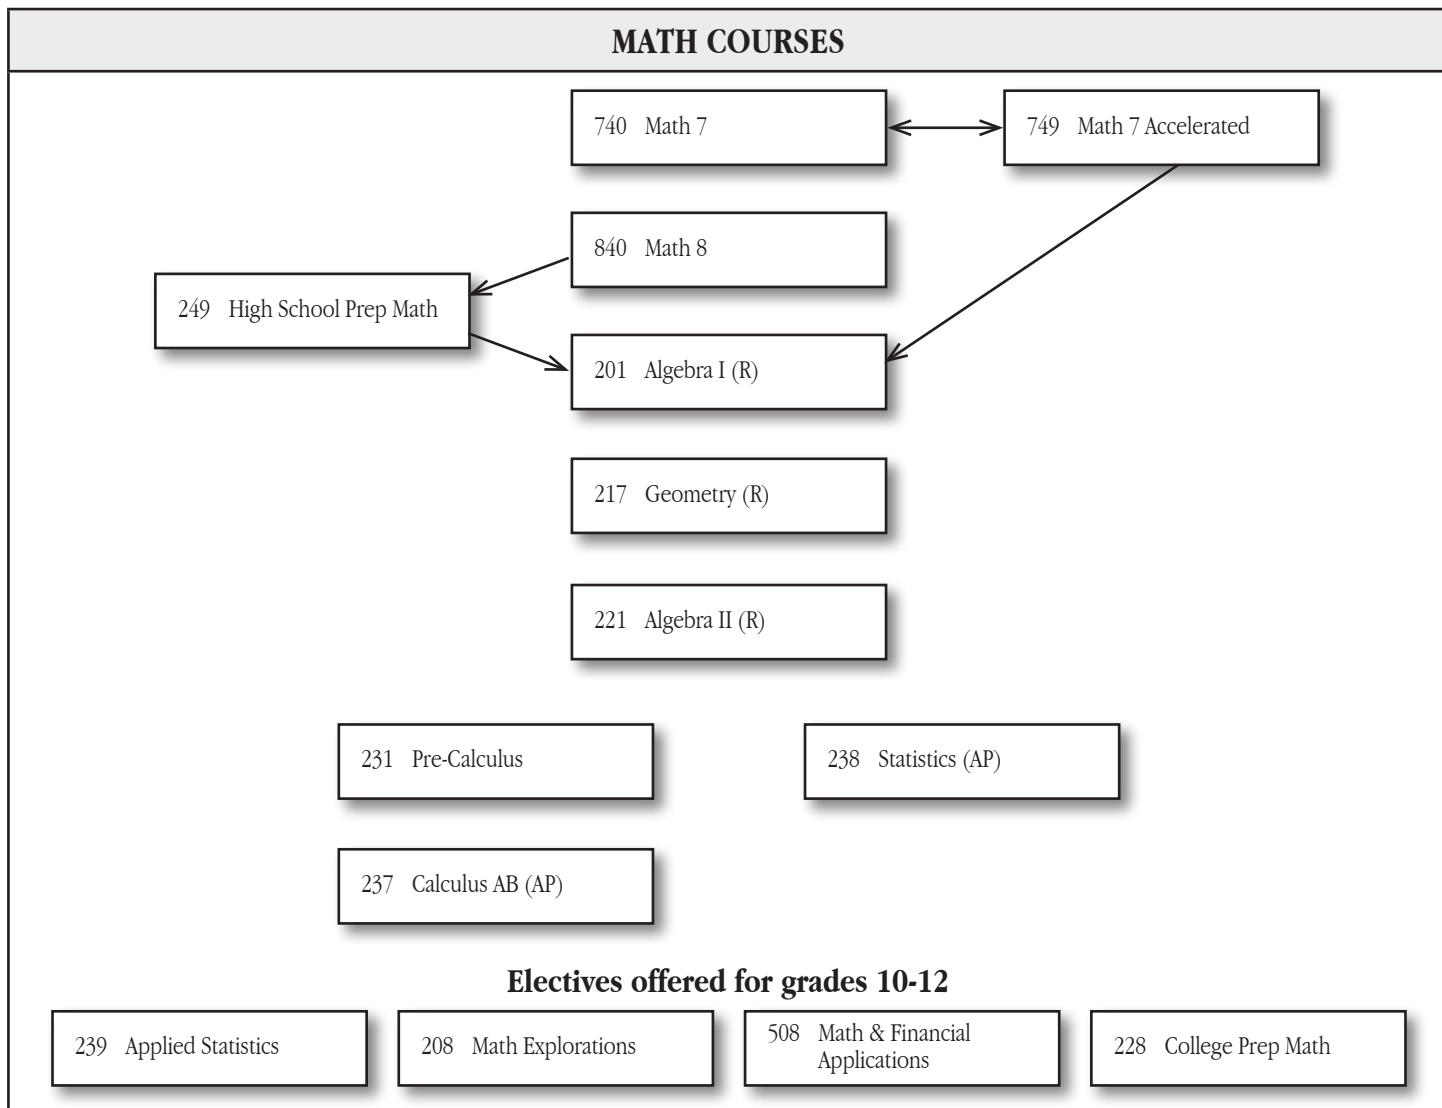 MATH COURSES
740 Math 7
749 Math 7 Accelerated
840 Math 8
249 High School Prep Math
201 Algebra I (R)
217 Geometry (R)
221 Algebra II (R)
231 Pre-Calculus
238 Statistics (AP)
237 Calculus AB (AP)
Electives offered for grades 10-12
239 Applied Statistics
208 Math Explorations
508 Math & Financial
Applications
228 College Prep Math